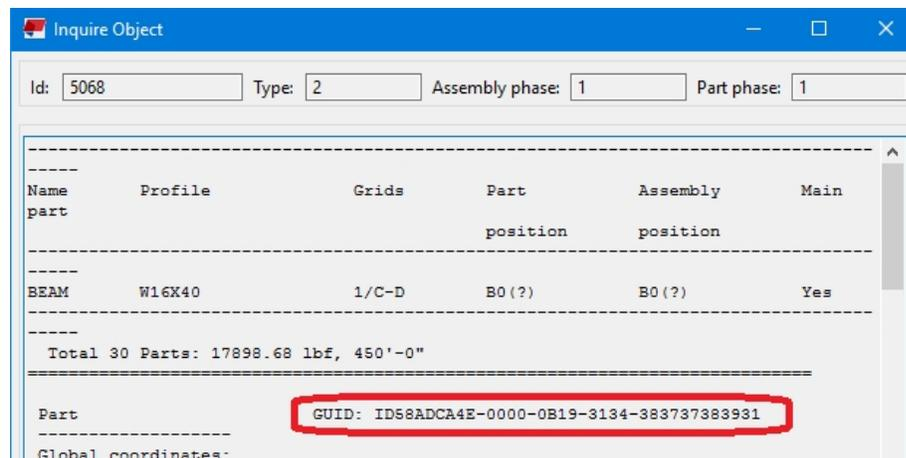 Inquire Object
Id: 5068 Type: 2 Assembly phase: 1 Part phase: 1
--------------------------------------------------------------------------------
-----
Name Profile Grids Part Assembly Main
part
position position
--------------------------------------------------------------------------------
-----
BEAM W16X40 1/C-D B0(?) B0(?) Yes
--------------------------------------------------------------------------------
-----
Total 30 Parts: 17898.68 lbf, 450'-0"
==========================================================================
Part GUID: ID58ADCA4E-0000-0B19-3134-383737383931
-------------------
Global coordinates: